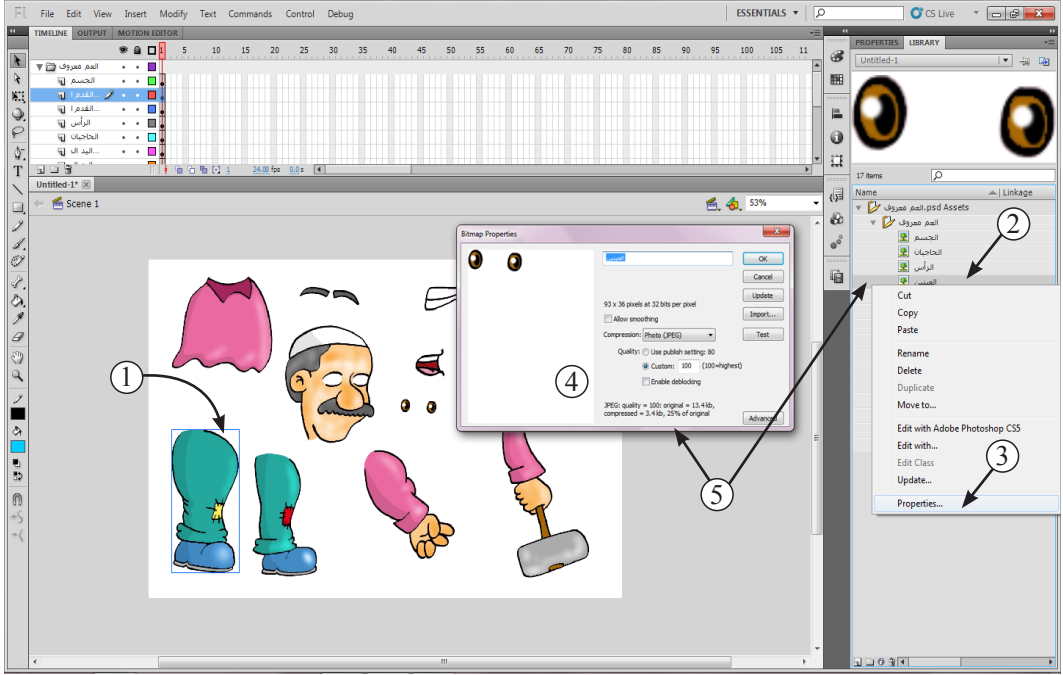 Fl File Edit View Insert Modify Text Commands Control Debug ESSENTIALS CS Live
TIMELINE OUTPUT MOTION EDITOR
1 5 10 15 20 25 30 35 40 45 50 55 60 65 70 75 80 85 90 95 100 105 11
العم معروف
الجسم
القدم ا...
القدم ا...
الرأس
الحاجبان
اليد ال...
1 24.00 fps 0.0 s
Untitled-1*
Scene 1 53%
PROPERTIES LIBRARY
Untitled-1
17 items
Name Linkage
العم معروف.psd Assets
العم معروف
الجسم
الحاجبان
الرأس
العينين
Cut
Copy
Paste
Rename
Delete
Duplicate
Move to...
Edit with Adobe Photoshop CS5
Edit with...
Edit Class
Update...
Properties...
Bitmap Properties
العينين
OK
Cancel
Update
Import...
Test
Advanced
93 x 36 pixels at 32 bits per pixel
Allow smoothing
Compression: Photo (JPEG)
Quality: Use publish setting: 80
Custom: 100 (100=highest)
Enable deblocking
JPEG: quality = 100: original = 13.4 kb,
compressed = 3.4 kb, 25% of original
1
2
3
4
5